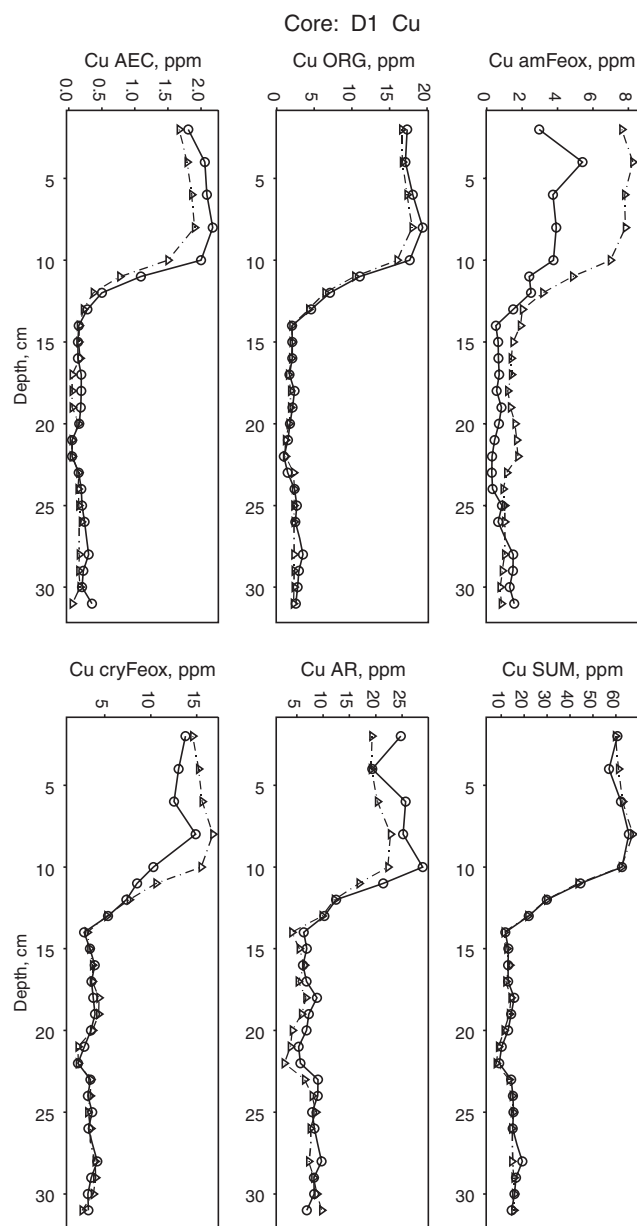 Core: D1 Cu
Cu AEC, ppm
0.0 0.5 1.0 1.5 2.0
Cu ORG, ppm
0 5 10 15 20
Cu amFeox, ppm
0 2 4 6 8
5
10
15
20
25
30
Depth, cm
5
10
15
20
25
30
5
10
15
20
25
30
Cu cryFeox, ppm
5 10 15
Cu AR, ppm
5 10 15 20 25
Cu SUM, ppm
10 20 30 40 50 60
5
10
15
20
25
30
Depth, cm
5
10
15
20
25
30
5
10
15
20
25
30